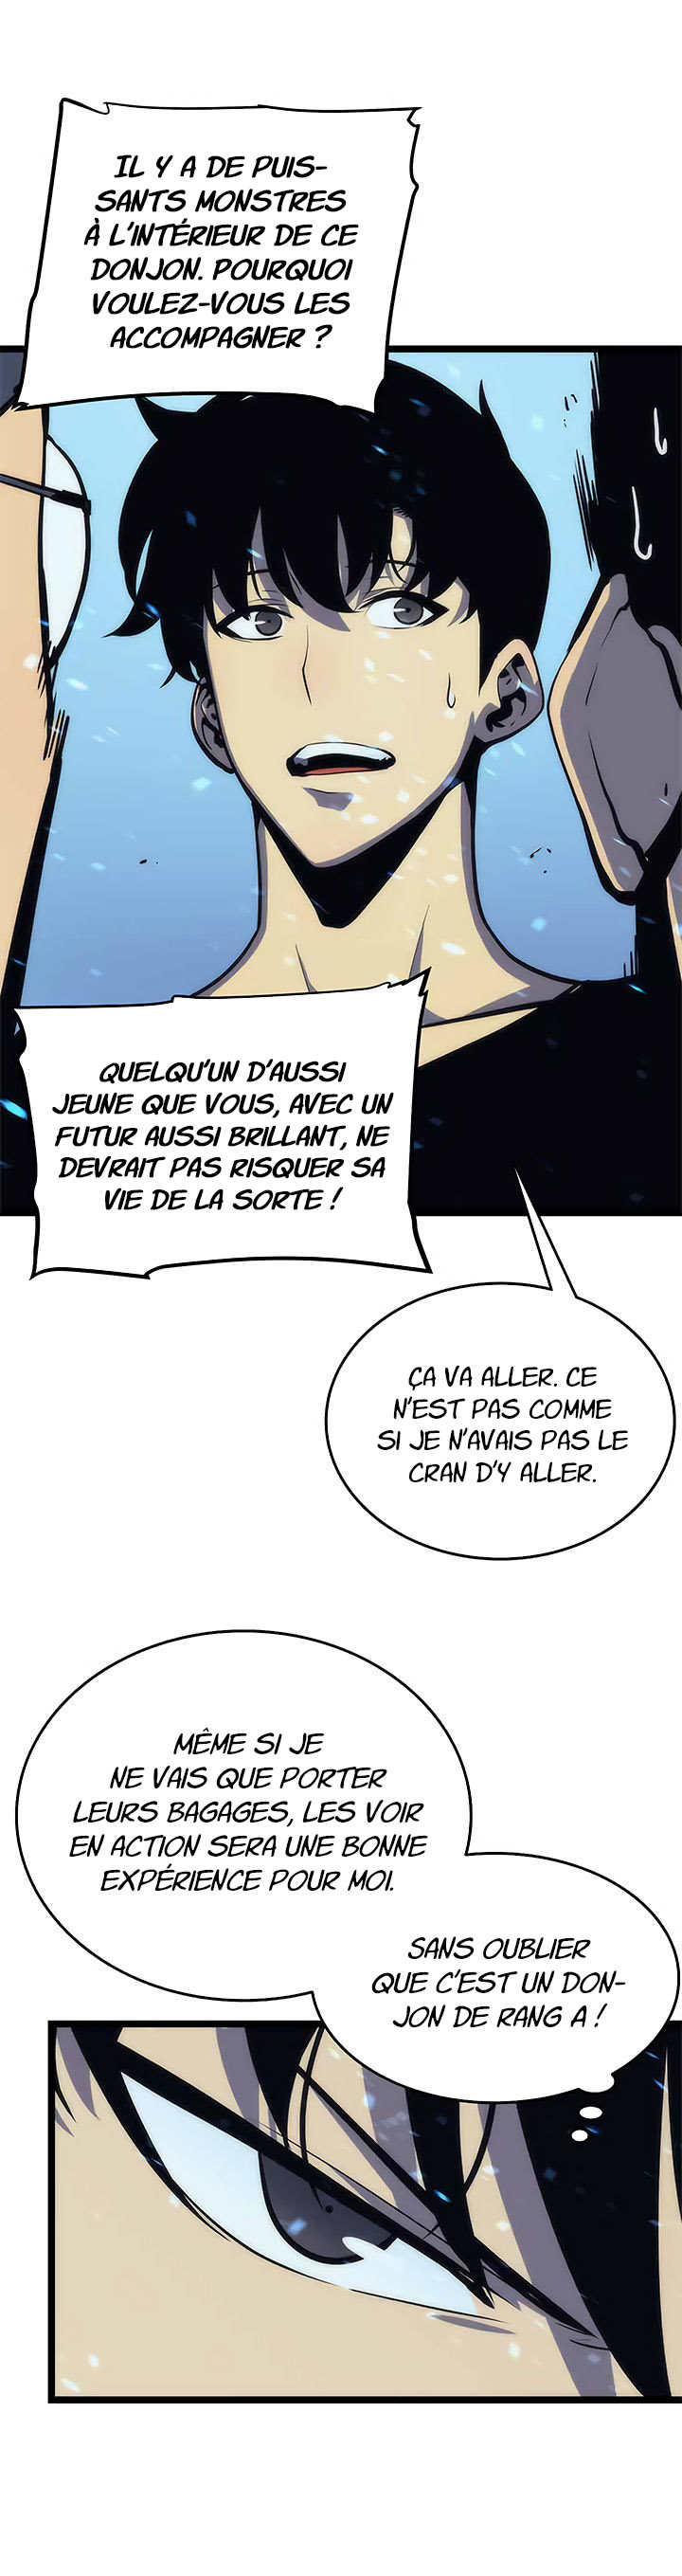 IL Y A DE PUIS-
SANTS MONSTRES
À L'INTÉRIEUR DE CE
DONJON. POURQUOI
VOULEZ-VOUS LES
ACCOMPAGNER ?
QUELQU'UN D'AUSSI
JEUNE QUE VOUS, AVEC UN
FUTUR AUSSI BRILLANT, NE
DEVRAIT PAS RISQUER SA
VIE DE LA SORTE !
ÇA VA ALLER. CE
N'EST PAS COMME
SI JE N'AVAIS PAS LE
CRAN D'Y ALLER.
MÊME SI JE
NE VAIS QUE PORTER
LEURS BAGAGES, LES VOIR
EN ACTION SERA UNE BONNE
EXPÉRIENCE POUR MOI.
SANS OUBLIER
QUE C'EST UN DON-
JON DE RANG A !